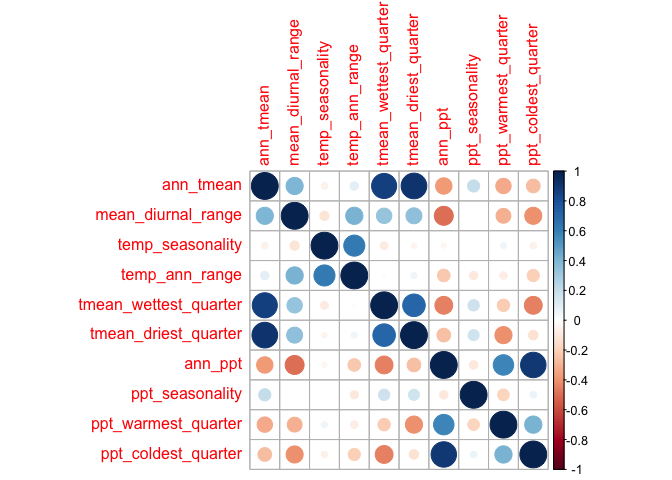 ann_tmean
mean_diurnal_range
temp_seasonality
temp_ann_range
tmean_wettest_quarter
tmean_driest_quarter
ann_ppt
ppt_seasonality
ppt_warmest_quarter
ppt_coldest_quarter
ann_tmean
mean_diurnal_range
temp_seasonality
temp_ann_range
tmean_wettest_quarter
tmean_driest_quarter
ann_ppt
ppt_seasonality
ppt_warmest_quarter
ppt_coldest_quarter
1
0.8
0.6
0.4
0.2
0
-0.2
-0.4
-0.6
-0.8
-1